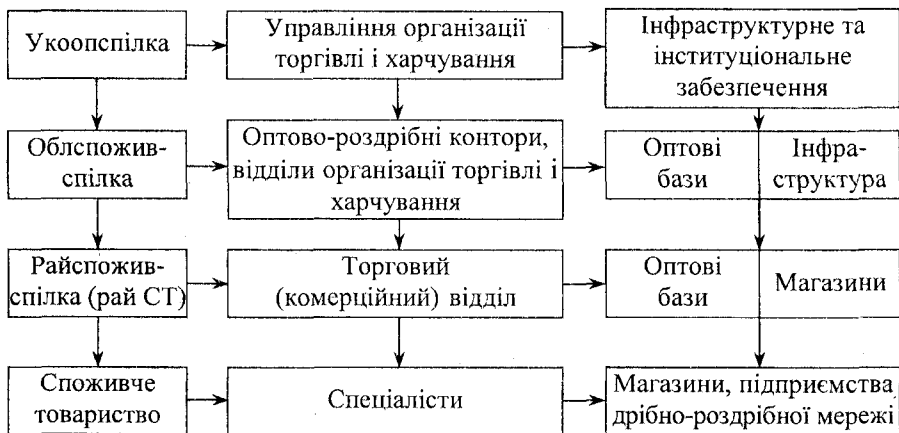 Укоопспілка
Управління організації
торгівлі і харчування
Інфраструктурне та
інституціональне
забезпечення
Облспожив-
спілка
Оптово-роздрібні контори,
відділи організації торгівлі і
харчування
Оптові
бази
Інфра-
структура
Райспожив-
спілка (рай СТ)
Торговий
(комерційний) відділ
Оптові
бази
Магазини
Споживче
товариство
Спеціалісти
Магазини, підприємства
дрібно-роздрібної мережі